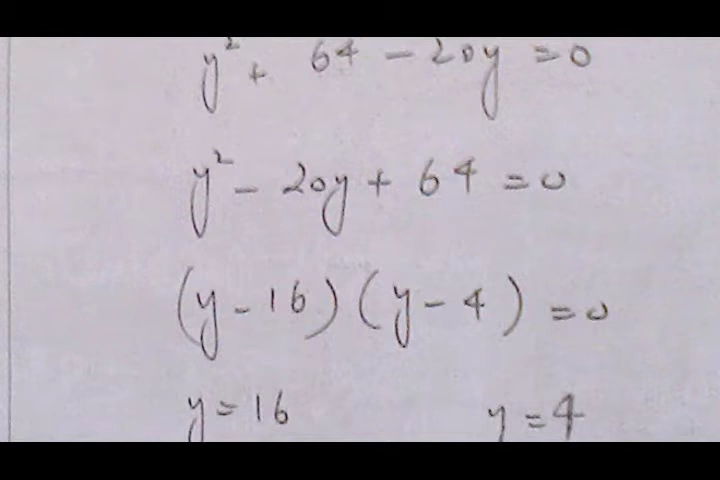 y² + 64 - 20y = 0
y² - 20y + 64 = 0
(y - 16) (y - 4) = 0
y = 16 y = 4